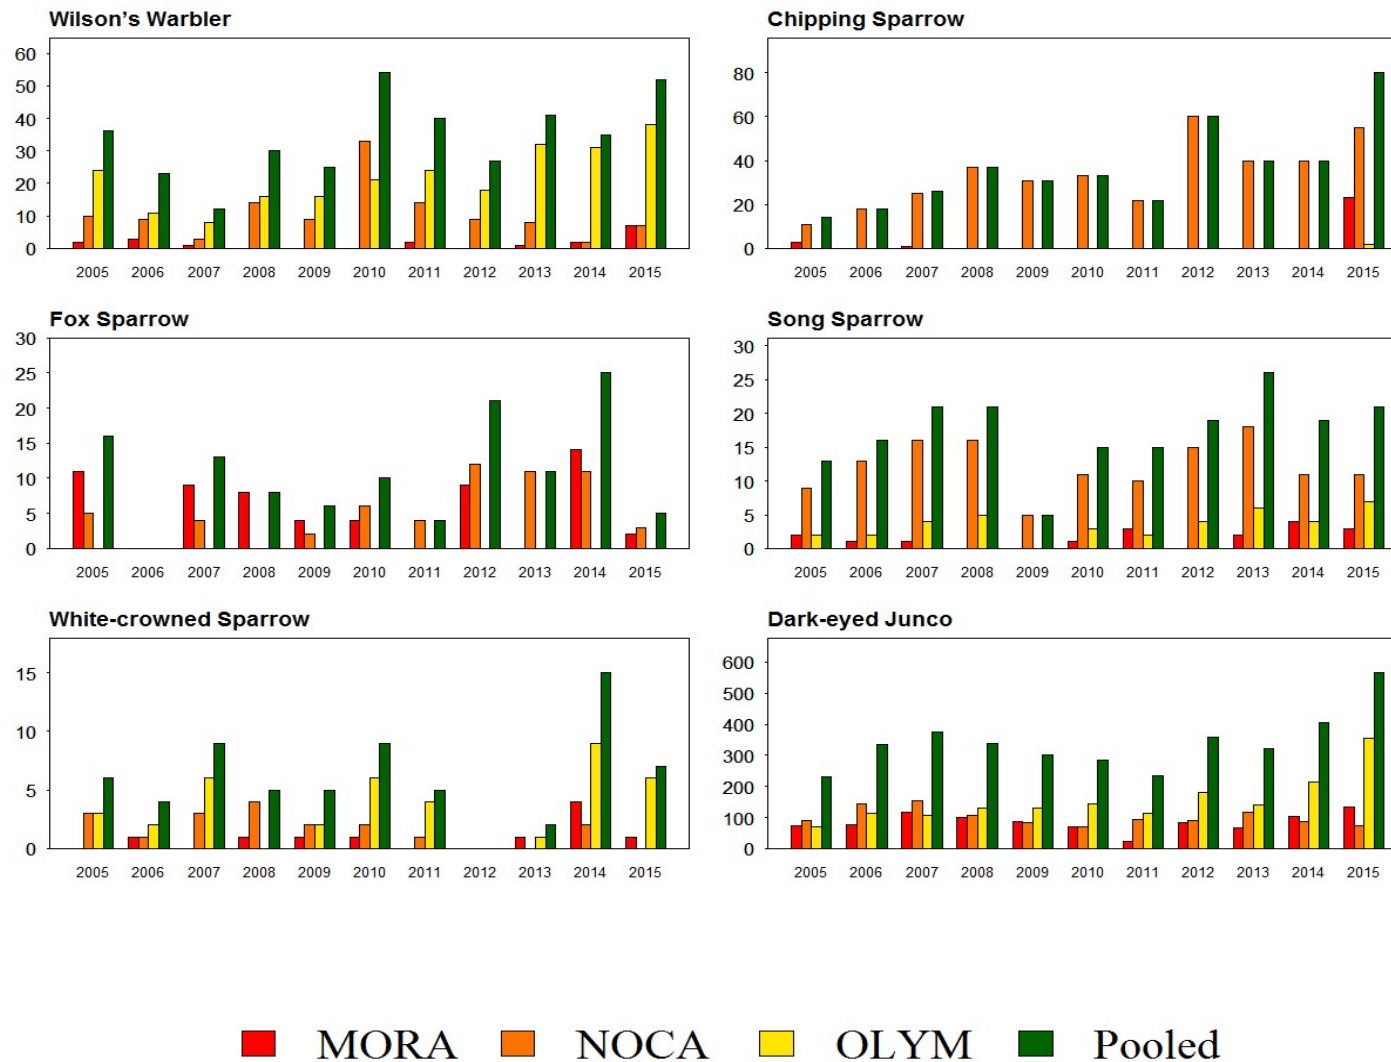 Wilson's Warbler
60
50
40
30
20
10
0
2005 2006 2007 2008 2009 2010 2011 2012 2013 2014 2015
Chipping Sparrow
80
60
40
20
0
2005 2006 2007 2008 2009 2010 2011 2012 2013 2014 2015
Fox Sparrow
30
25
20
15
10
5
0
2005 2006 2007 2008 2009 2010 2011 2012 2013 2014 2015
Song Sparrow
30
25
20
15
10
5
0
2005 2006 2007 2008 2009 2010 2011 2012 2013 2014 2015
White-crowned Sparrow
15
10
5
0
2005 2006 2007 2008 2009 2010 2011 2012 2013 2014 2015
Dark-eyed Junco
600
500
400
300
200
100
0
2005 2006 2007 2008 2009 2010 2011 2012 2013 2014 2015
MORA NOCA OLYM Pooled